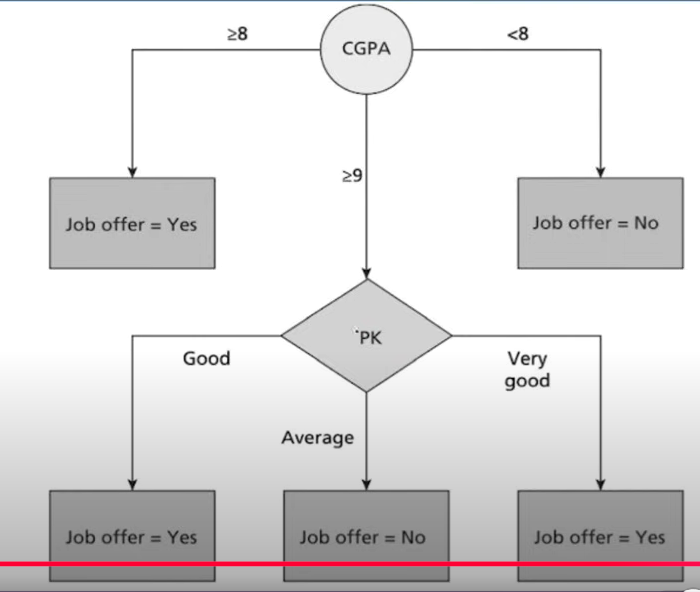 ≥8
CGPA
<8
≥9
Job offer = Yes
Job offer = No
PK
Good
Very
good
Average
Job offer = Yes
Job offer = No
Job offer = Yes